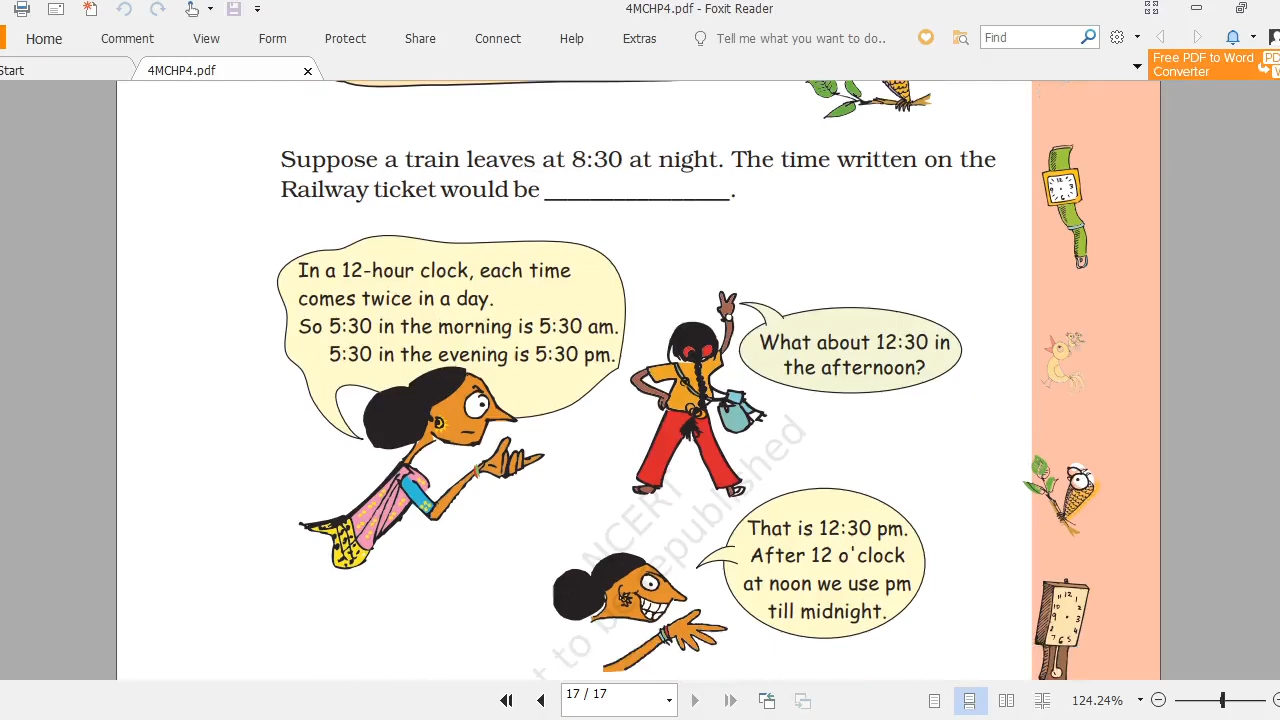 4MCHP4.pdf - Foxit Reader
Home Comment View Form Protect Share Connect Help Extras Tell me what you want to do.. Find
Start 4MCHP4.pdf
Free PDF to Word
Converter
Suppose a train leaves at 8:30 at night. The time written on the
Railway ticket would be ________________.
In a 12-hour clock, each time
comes twice in a day.
So 5:30 in the morning is 5:30 am.
5:30 in the evening is 5:30 pm.
What about 12:30 in
the afternoon?
That is 12:30 pm.
After 12 o'clock
at noon we use pm
till midnight.
NCERT
republished
17 / 17
124.24%